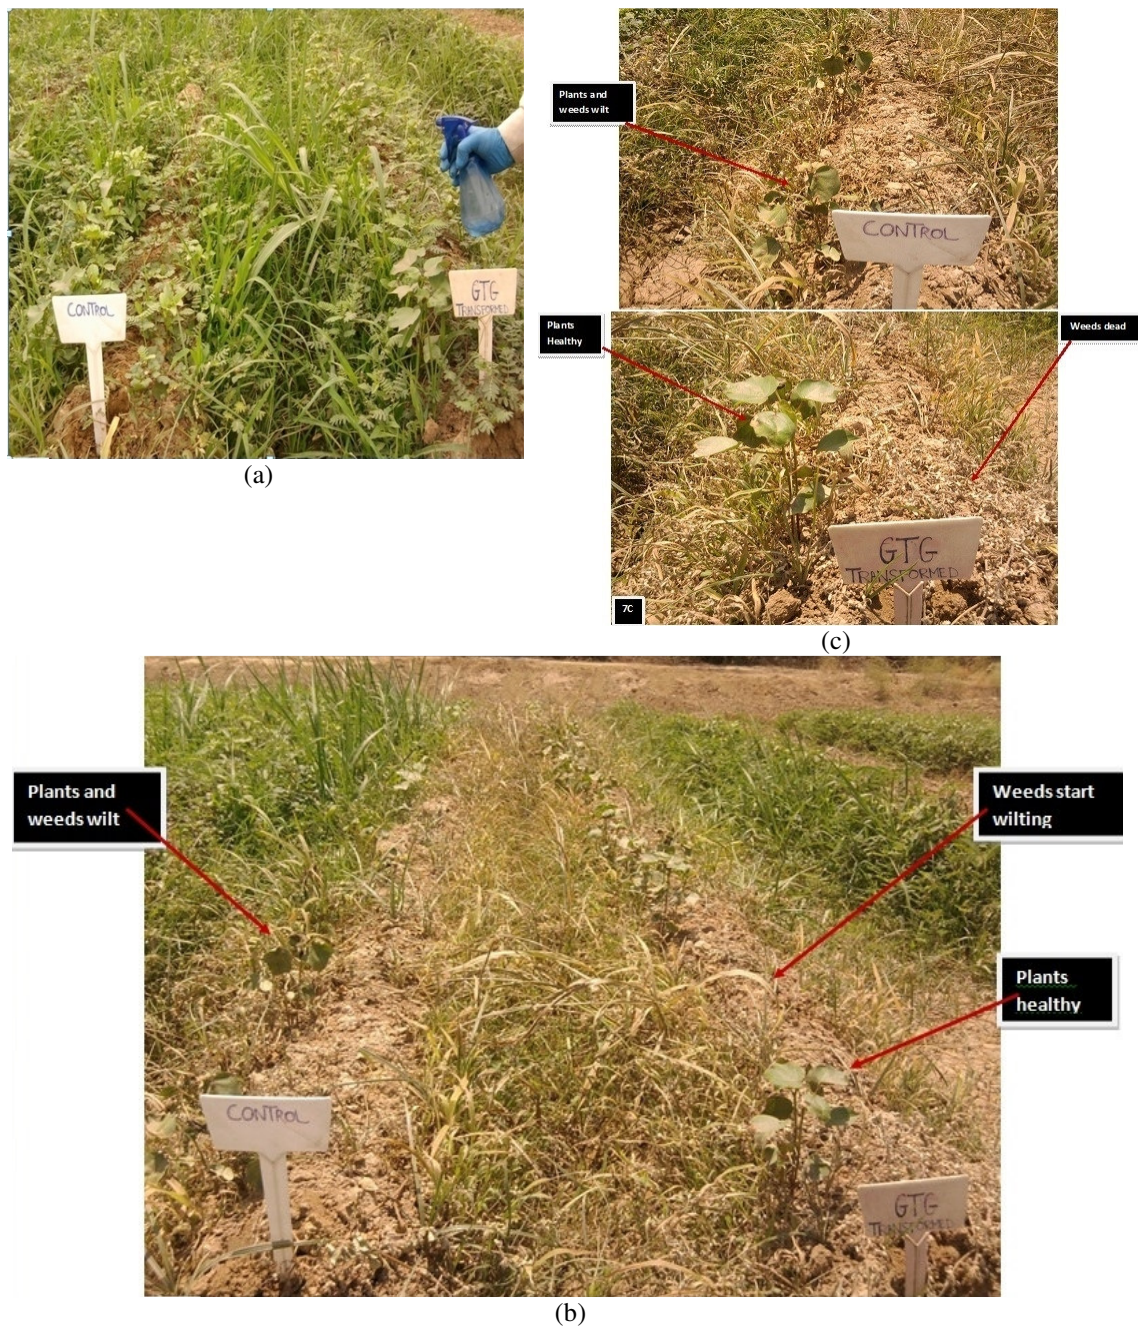 CONTROL
GTG
TRANSFORMED
(a)
Plants and
weeds wilt
CONTROL
Plants
Healthy
Weeds dead
GTG
TRANSFORMED
7C
(c)
Plants and
weeds wilt
Weeds start
wilting
Plants
healthy
CONTROL
GTG
TRANSFORMED
(b)